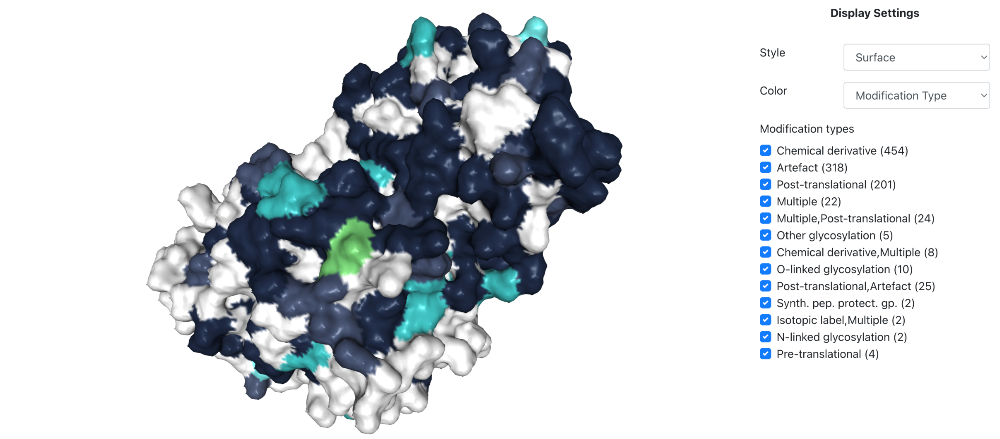 Display Settings
Style
Surface
Color
Modification Type
Modification types
Chemical derivative (454)
Artefact (318)
Post-translational (201)
Multiple (22)
Multiple,Post-translational (24)
Other glycosylation (5)
Chemical derivative,Multiple (8)
O-linked glycosylation (10)
Post-translational,Artefact (25)
Synth. pep. protect. gp. (2)
Isotopic label,Multiple (2)
N-linked glycosylation (2)
Pre-translational (4)